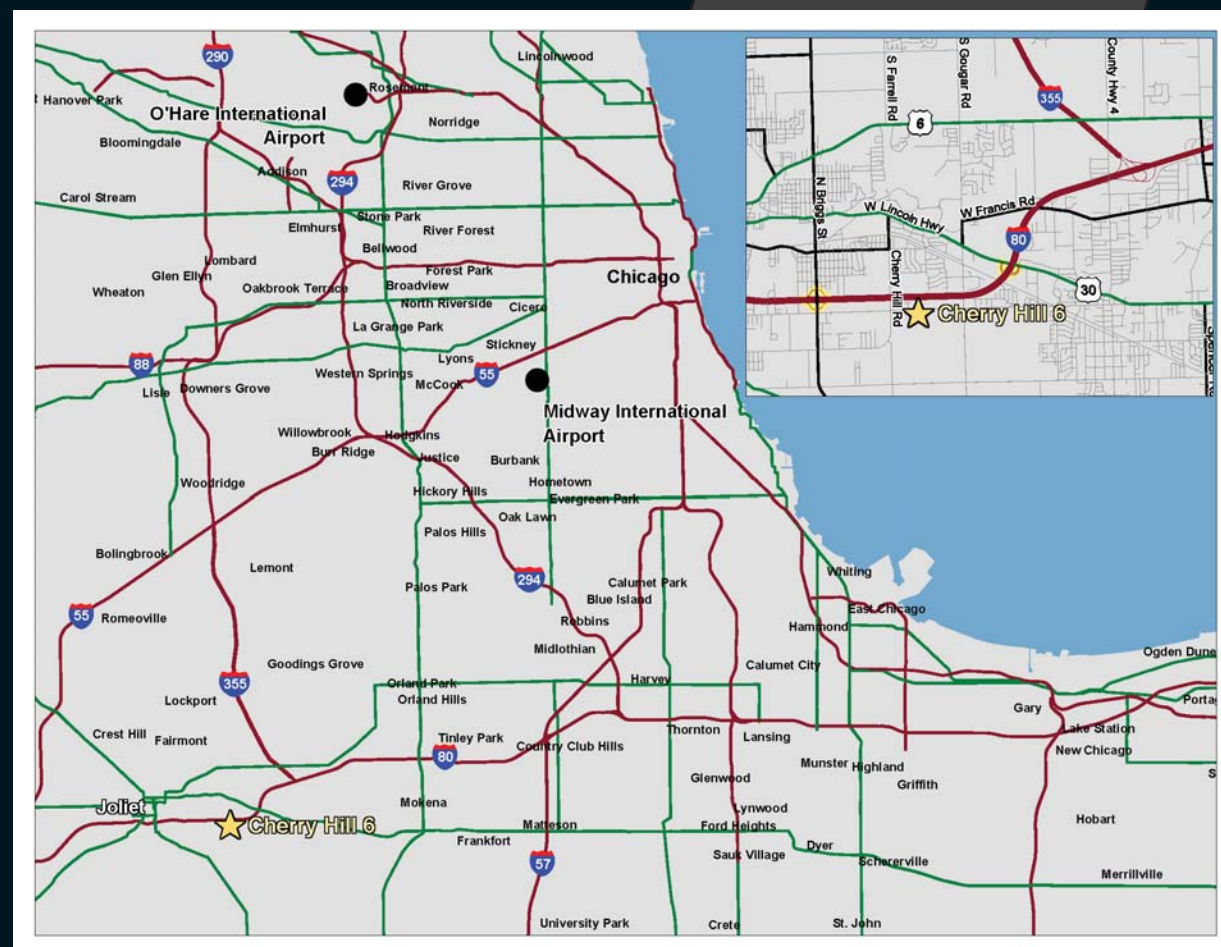 290
Lincolnwood
Rosemont
Hanover Park
O'Hare International
Airport
Norridge
Bloomingdale
Addison
294
River Grove
Carol Stream
Stone Park
Elmhurst
River Forest
Bellwood
Lombard
Glen Ellyn
Forest Park
Chicago
Wheaton
Oakbrook Terrace
Broadview
North Riverside
Cicero
La Grange Park
Stickney
88
Lyons
Western Springs
55
McCook
Lisle
Downers Grove
Midway International
Airport
Willowbrook
Hodgkins
Burr Ridge
Justice
Burbank
Woodridge
Hometown
Hickory Hills
Evergreen Park
Oak Lawn
Palos Hills
Bolingbrook
Lemont
294
Palos Park
Calumet Park
Whiting
Blue Island
55
Romeoville
East Chicago
Robbins
Hammond
Midlothian
Goodings Grove
Calumet City
Ogden Dune
355
Orland Park
Harvey
Lockport
Orland Hills
Gary
Porta
Crest Hill
Fairmont
Tinley Park
Country Club Hills
Thornton
Lansing
Lake Station
New Chicago
80
Munster
Highland
Griffith
S
Glenwood
Joliet
Mokena
Lynwood
Hobart
Cherry Hill 6
Matteson
Ford Heights
Frankfort
Sauk Village
Dyer
Schererville
57
Merrillville
University Park
Crete
St. John
S Farrell Rd
S Gougar Rd
County Hwy 4
355
6
N Briggs St
W Lincoln Hwy
W Francis Rd
80
Cherry Hill Rd
30
Cherry Hill 6